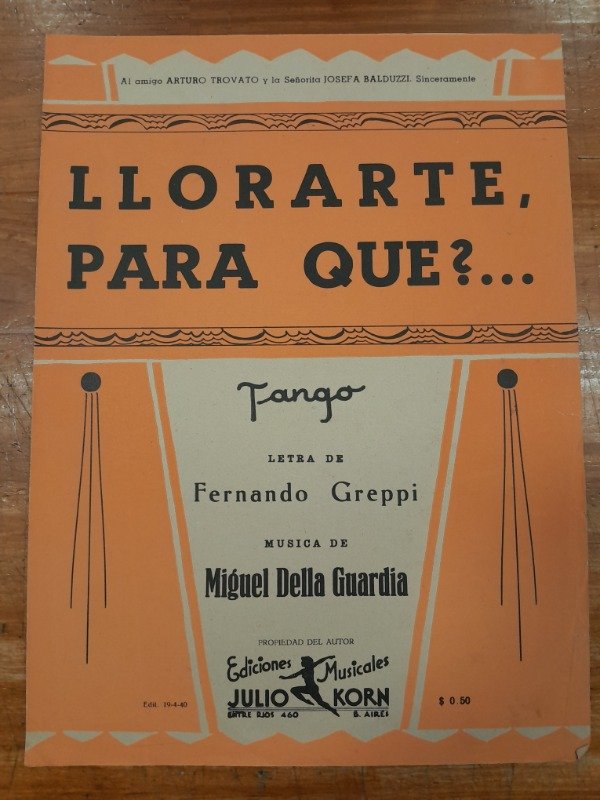 Al amigo ARTURO TROVATO y la Señorita JOSEFA BALDUZZI. Sinceramente
LLORARTE,
PARA QUE?...
Tango
LETRA DE
Fernando Greppi
MUSICA DE
Miguel Della Guardia
PROPIEDAD DEL AUTOR
Ediciones Musicales
JULIO KORN
ENTRE RIOS 460 B. AIRES
Edit. 19-4-40
$ 0.50